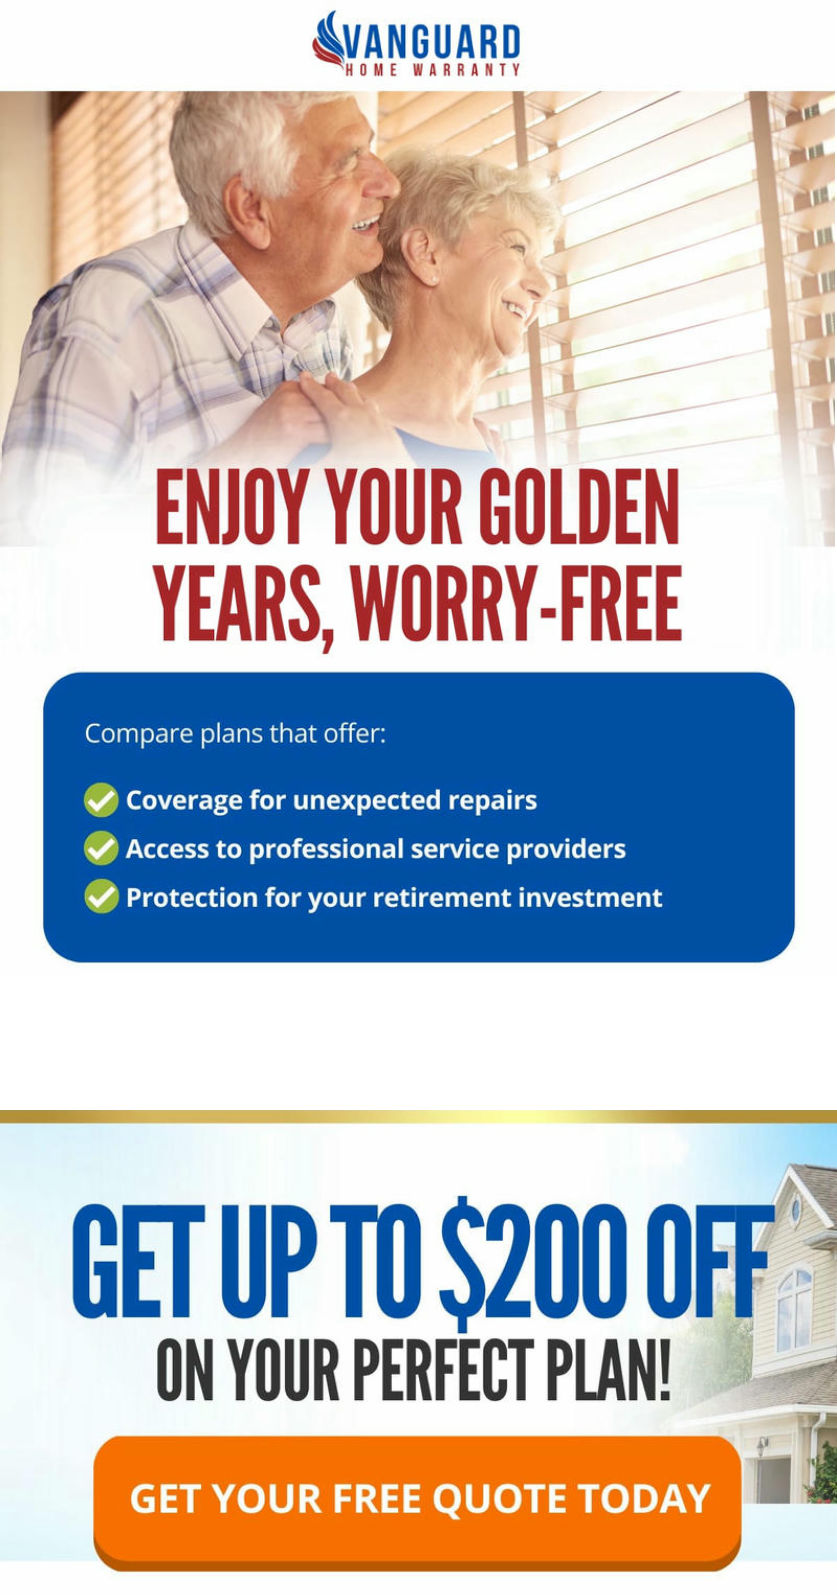 VANGUARD
HOME WARRANTY
ENJOY YOUR GOLDEN
YEARS, WORRY-FREE
Compare plans that offer:
Coverage for unexpected repairs
Access to professional service providers
Protection for your retirement investment
GET UP TO $200 OFF
ON YOUR PERFECT PLAN!
GET YOUR FREE QUOTE TODAY